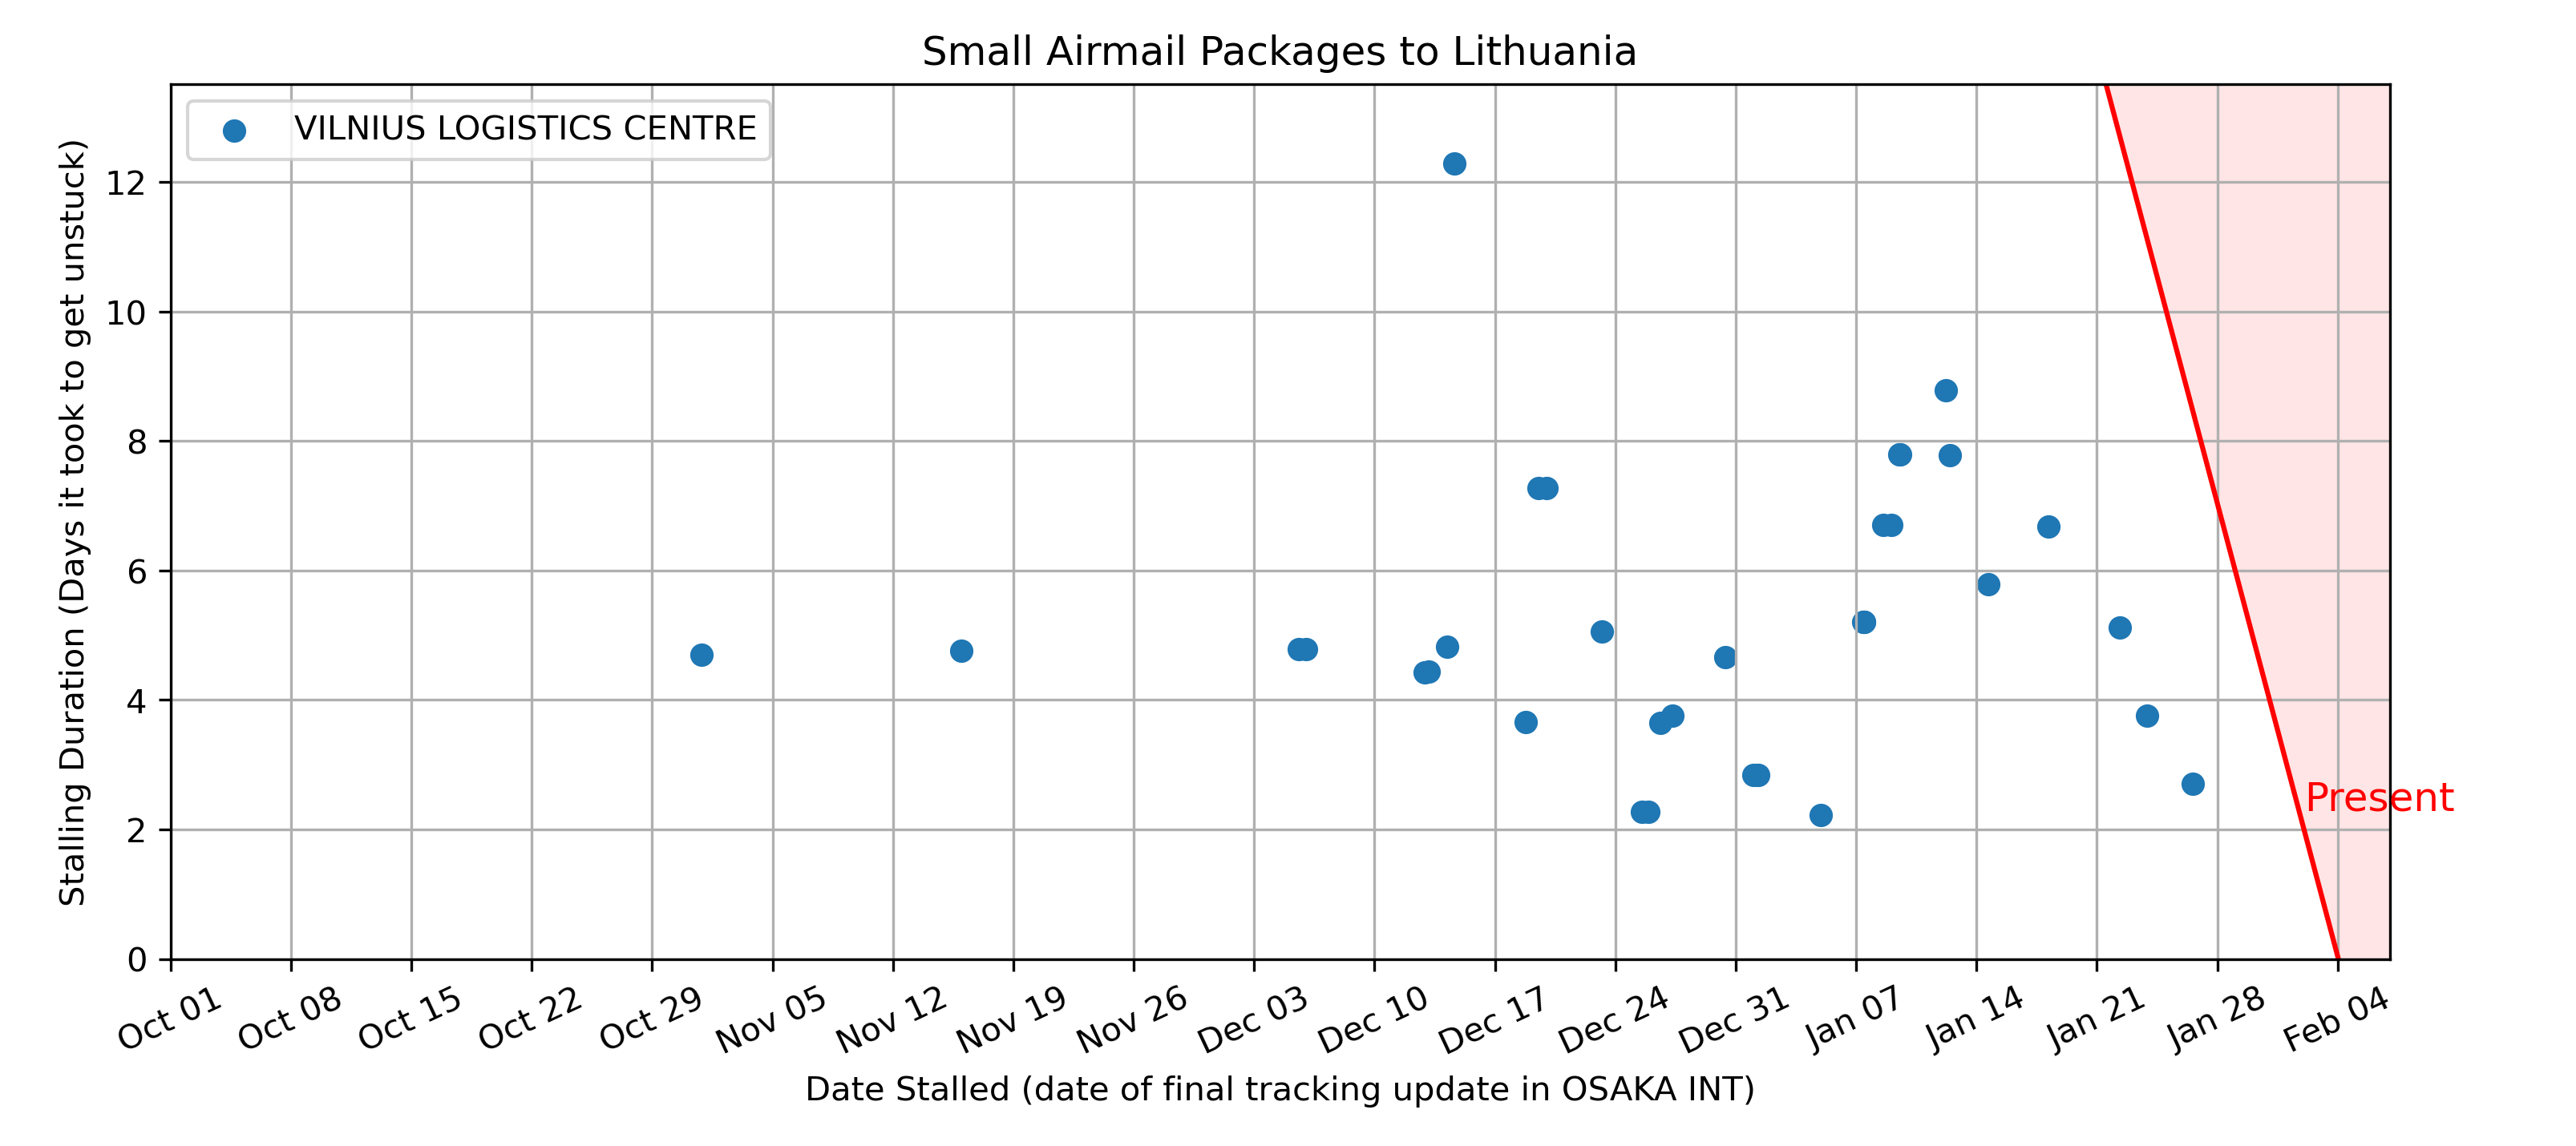 Small Airmail Packages to Lithuania
VILNIUS LOGISTICS CENTRE
Stalling Duration (Days it took to get unstuck)
12
10
8
6
4
2
0
Present
Oct 01
Oct 08
Oct 15
Oct 22
Oct 29
Nov 05
Nov 12
Nov 19
Nov 26
Dec 03
Dec 10
Dec 17
Dec 24
Dec 31
Jan 07
Jan 14
Jan 21
Jan 28
Feb 04
Date Stalled (date of final tracking update in OSAKA INT)